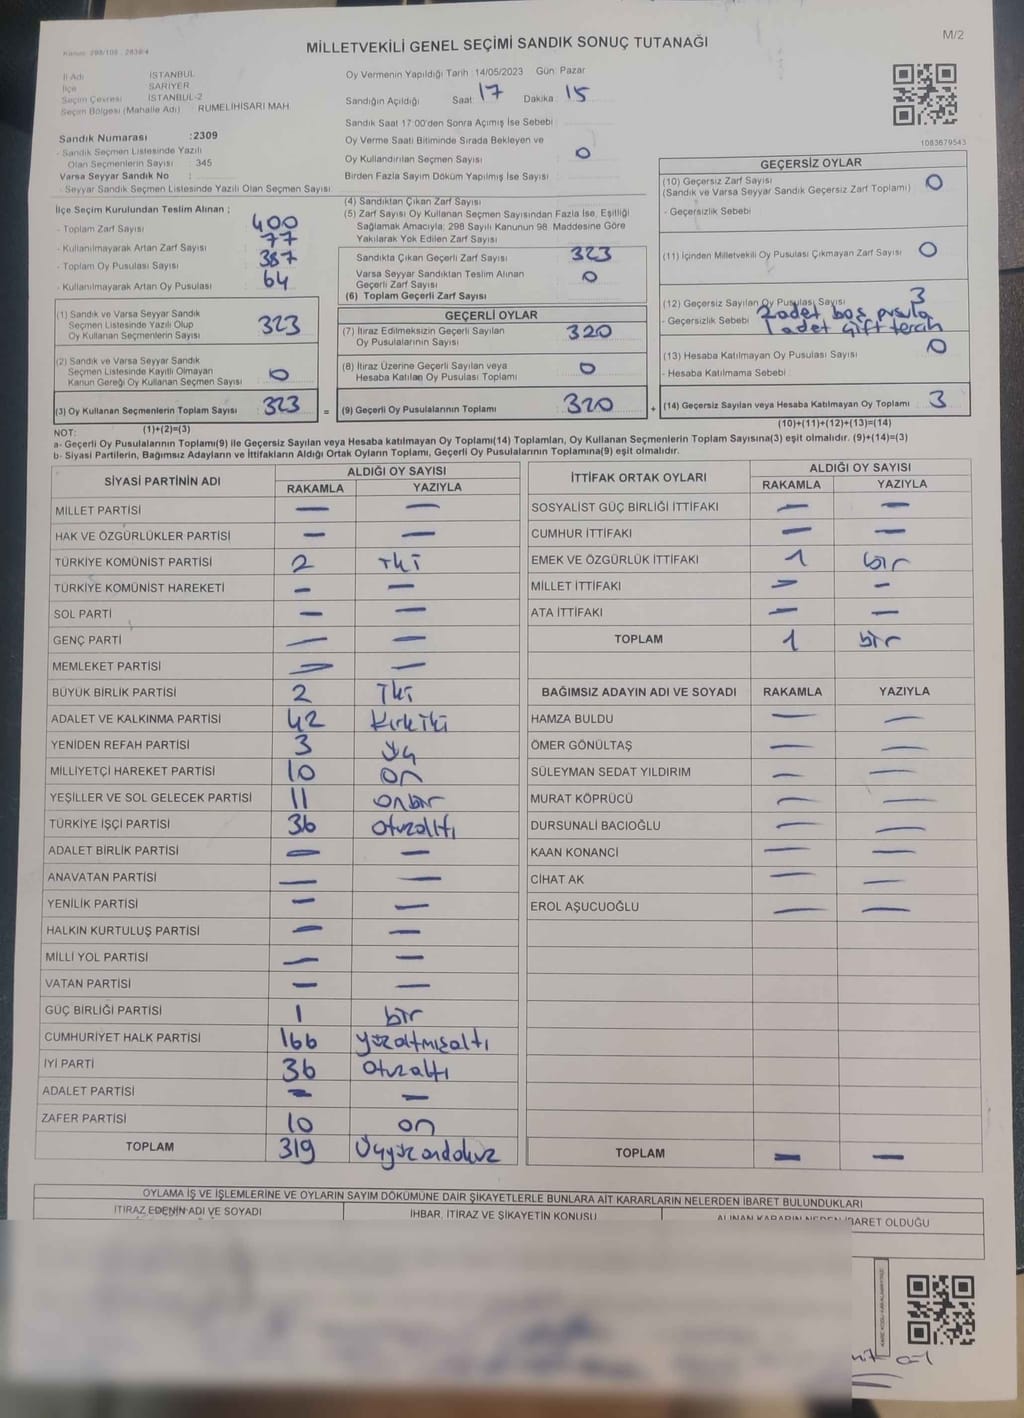 Kanun: 298/105 , 2839/4
MİLLETVEKİLİ GENEL SEÇİMİ SANDIK SONUÇ TUTANAĞI
M/2
İl Adı İSTANBUL
İlçe SARIYER
Seçim Çevresi İSTANBUL-2
Seçim Bölgesi (Mahalle Adı) RUMELİHİSARI MAH.
Sandık Numarası :2309
- Sandık Seçmen Listesinde Yazılı
Olan Seçmenlerin Sayısı : 345
Varsa Seyyar Sandık No :
- Seyyar Sandık Seçmen Listesinde Yazılı Olan Seçmen Sayısı
Oy Vermenin Yapıldığı Tarih :14/05/2023 Gün: Pazar
Sandığın Açıldığı Saat: 17 Dakika: 15
Sandık Saat 17:00'den Sonra Açımış İse Sebebi:
Oy Verme Saati Bitiminde Sırada Bekleyen ve
Oy Kullandırılan Seçmen Sayısı 0
Birden Fazla Sayım Döküm Yapılmış İse Sayısı
1083679543
İlçe Seçim Kurulundan Teslim Alınan ;
- Toplam Zarf Sayısı 400
- Kullanılmayarak Artan Zarf Sayısı 77
- Toplam Oy Pusulası Sayısı 387
- Kullanılmayarak Artan Oy Pusulası 64
(1) Sandık ve Varsa Seyyar Sandık
Seçmen Listesinde Yazılı Olup
Oy Kullanan Seçmenlerin Sayısı 323
(2) Sandık ve Varsa Seyyar Sandık
Seçmen Listesinde Kayıtlı Olmayan
Kanun Gereği Oy Kullanan Seçmen Sayısı 0
(3) Oy Kullanan Seçmenlerin Toplam Sayısı 323 =
(1)+(2)=(3)
(4) Sandıktan Çıkan Zarf Sayısı
(5) Zarf Sayısı Oy Kullanan Seçmen Sayısından Fazla İse, Eşitliği
Sağlamak Amacıyla; 298 Sayılı Kanunun 98. Maddesine Göre
Yakılarak Yok Edilen Zarf Sayısı
Sandıkta Çıkan Geçerli Zarf Sayısı 323
Varsa Seyyar Sandıktan Teslim Alınan
Geçerli Zarf Sayısı 0
(6) Toplam Geçerli Zarf Sayısı
GEÇERLİ OYLAR
(7) İtiraz Edilmeksizin Geçerli Sayılan
Oy Pusulalarının Sayısı 320
(8) İtiraz Üzerine Geçerli Sayılan veya
Hesaba Katılan Oy Pusulası Toplamı 0
(9) Geçerli Oy Pusulalarının Toplamı 320 +
GEÇERSİZ OYLAR
(10) Geçersiz Zarf Sayısı
(Sandık ve Varsa Seyyar Sandık Geçersiz Zarf Toplamı) 0
- Geçersizlik Sebebi
(11) İçinden Milletvekili Oy Pusulası Çıkmayan Zarf Sayısı 0
(12) Geçersiz Sayılan Oy Pusulası Sayısı 3
- Geçersizlik Sebebi 2 adet boş pusula
1 adet çift tercih
(13) Hesaba Katılmayan Oy Pusulası Sayısı 0
- Hesaba Katılmama Sebebi
(14) Geçersiz Sayılan veya Hesaba Katılmayan Oy Toplamı 3
(10)+(11)+(12)+(13)=(14)
NOT:
a- Geçerli Oy Pusulalarının Toplamı(9) ile Geçersiz Sayılan veya Hesaba katılmayan Oy Toplamı(14) Toplamları, Oy Kullanan Seçmenlerin Toplam Sayısına(3) eşit olmalıdır. (9)+(14)=(3)
b- Siyasi Partilerin, Bağımsız Adayların ve İttifakların Aldığı Ortak Oyların Toplamı, Geçerli Oy Pusulalarının Toplamına(9) eşit olmalıdır.
SİYASİ PARTİNİN ADI ALDIĞI OY SAYISI
RAKAMLA YAZIYLA
MİLLET PARTİSİ — —
HAK VE ÖZGÜRLÜKLER PARTİSİ — —
TÜRKİYE KOMÜNİST PARTİSİ 2 İki
TÜRKİYE KOMÜNİST HAREKETİ — —
SOL PARTİ — —
GENÇ PARTİ — —
MEMLEKET PARTİSİ — —
BÜYÜK BİRLİK PARTİSİ 2 İki
ADALET VE KALKINMA PARTİSİ 42 Kırkiki
YENİDEN REFAH PARTİSİ 3 Üç
MİLLİYETÇİ HAREKET PARTİSİ 10 on
YEŞİLLER VE SOL GELECEK PARTİSİ 11 onbir
TÜRKİYE İŞÇİ PARTİSİ 36 otuzaltı
ADALET BİRLİK PARTİSİ — —
ANAVATAN PARTİSİ — —
YENİLİK PARTİSİ — —
HALKIN KURTULUŞ PARTİSİ — —
MİLLİ YOL PARTİSİ — —
VATAN PARTİSİ — —
GÜÇ BİRLİĞİ PARTİSİ 1 bir
CUMHURİYET HALK PARTİSİ 166 yüzaltmışaltı
İYİ PARTİ 36 Otuzaltı
ADALET PARTİSİ — —
ZAFER PARTİSİ 10 on
TOPLAM 319 Üçyüzondokuz
İTTİFAK ORTAK OYLARI ALDIĞI OY SAYISI
RAKAMLA YAZIYLA
SOSYALİST GÜÇ BİRLİĞİ İTTİFAKI — —
CUMHUR İTTİFAKI — —
EMEK VE ÖZGÜRLÜK İTTİFAKI 1 bir
MİLLET İTTİFAKI — —
ATA İTTİFAKI — —
TOPLAM 1 bir
BAĞIMSIZ ADAYIN ADI VE SOYADI RAKAMLA YAZIYLA
HAMZA BULDU — —
ÖMER GÖNÜLTAŞ — —
SÜLEYMAN SEDAT YILDIRIM — —
MURAT KÖPRÜCÜ — —
DURSUNALİ BACIOĞLU — —
KAAN KONANCİ — —
CİHAT AK — —
EROL AŞUCUOĞLU — —
TOPLAM — —
OYLAMA İŞ VE İŞLEMLERİNE VE OYLARIN SAYIM DÖKÜMÜNE DAİR ŞİKAYETLERLE BUNLARA AİT KARARLARIN NELERDEN İBARET BULUNDUKLARI
İTİRAZ EDENİN ADI VE SOYADI İHBAR, İTİRAZ VE ŞİKAYETİN KONUSU ALINAN KARARIN NEDEN İBARET OLDUĞU